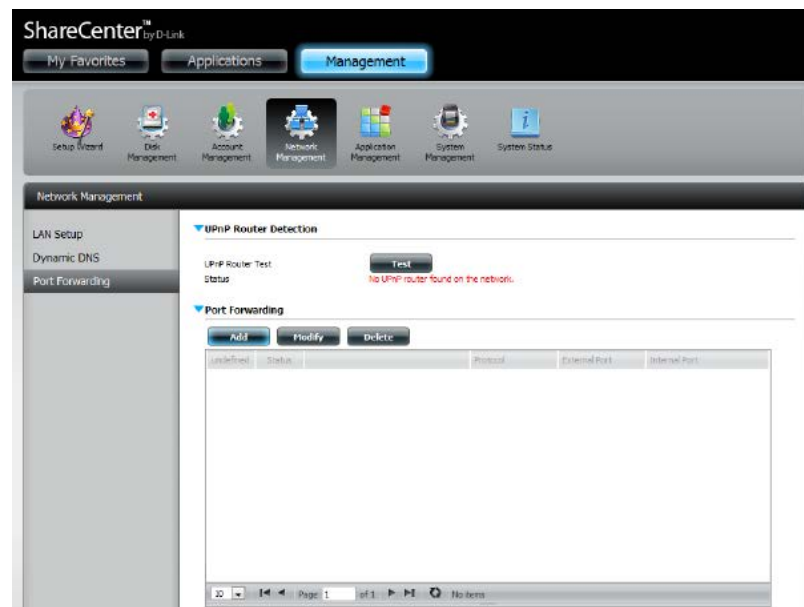 ShareCenter™ by D-Link
My Favorites Applications Management
Setup Wizard Disk Management Account Management Network Management Application Management System Management System Status
Network Management
LAN Setup
Dynamic DNS
Port Forwarding
UPnP Router Detection
UPnP Router Test Test
Status No UPnP router found on the network.
Port Forwarding
Add Modify Delete
undefined Status Protocol External Port Internal Port
10 Page 1 of 1 No items